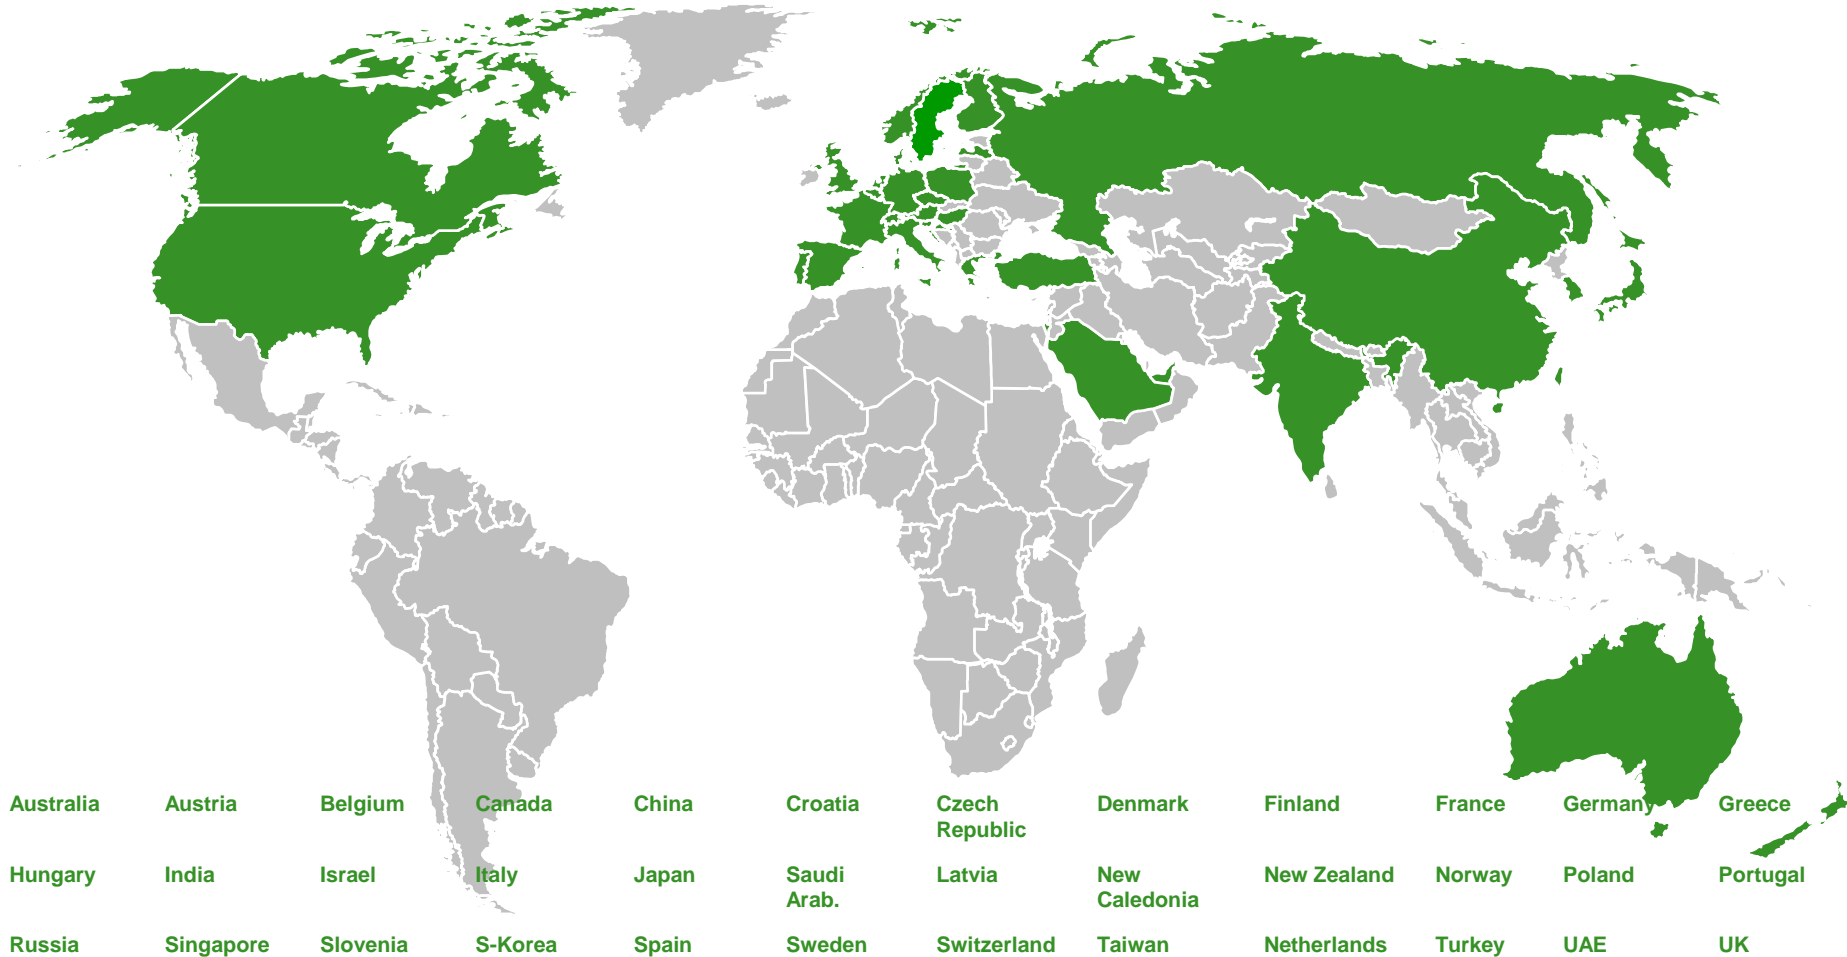 Australia Austria Belgium Canada China Croatia Czech Denmark Finland France Germany Greece
Republic
Hungary India Israel Italy Japan Saudi Latvia New New Zealand Norway Poland Portugal
Arab. Caledonia
Russia Singapore Slovenia S-Korea Spain Sweden Switzerland Taiwan Netherlands Turkey UAE UK